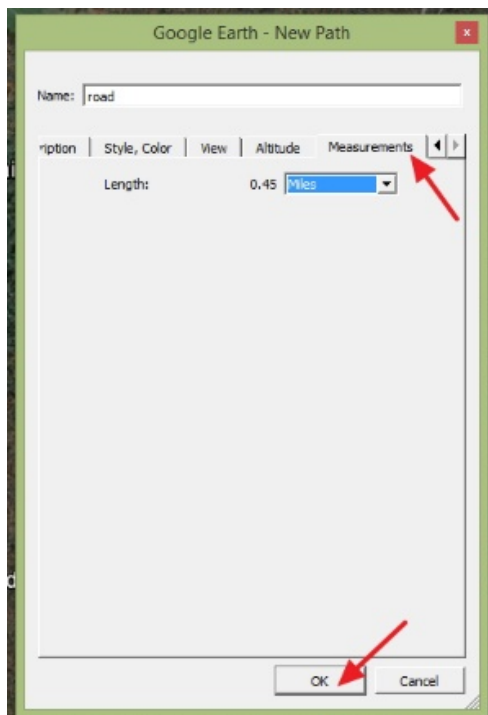 Google Earth - New Path
x
Name: road
ription Style, Color View Altitude Measurements
Length: 0.45 Miles
OK Cancel